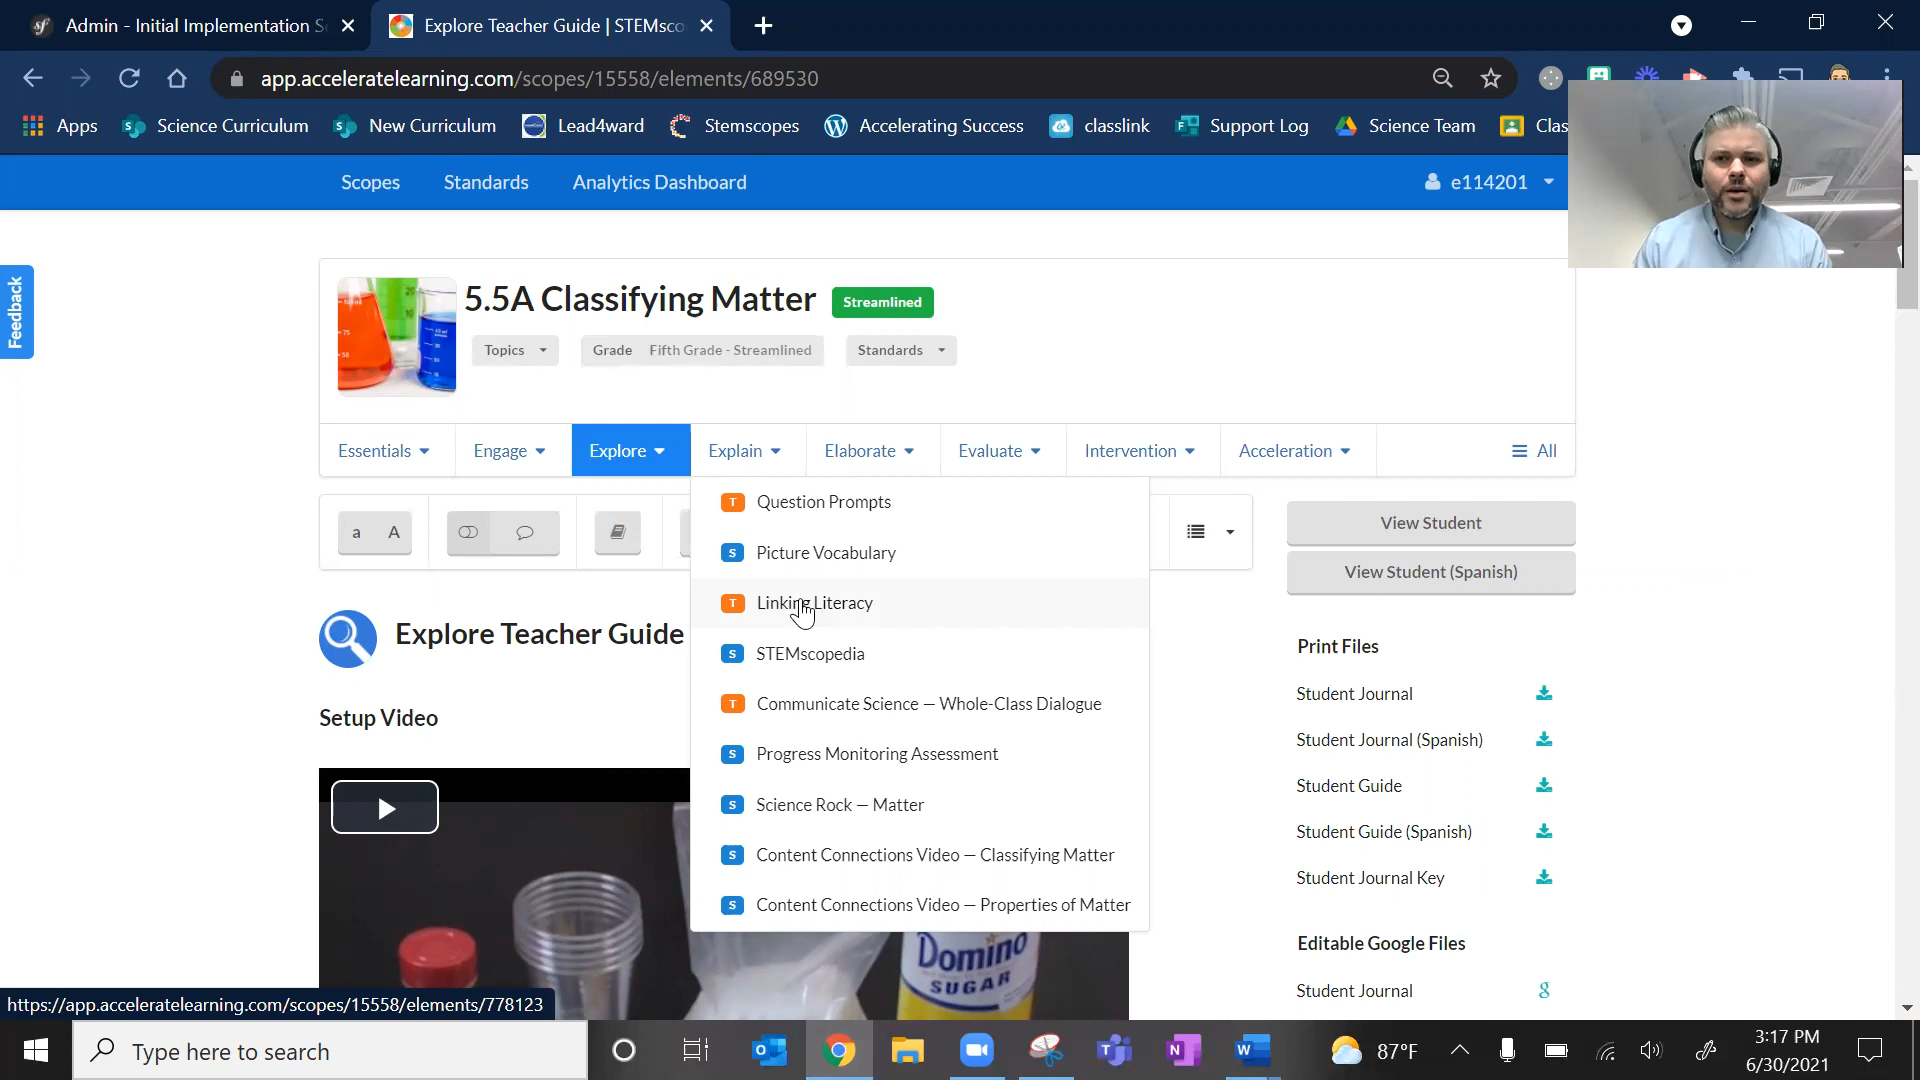 Admin - Initial Implementation S
Explore Teacher Guide | STEMsco
app.acceleratelearning.com/scopes/15558/elements/689530
Apps
Science Curriculum
New Curriculum
Lead4ward
Stemscopes
Accelerating Success
classlink
Support Log
Science Team
Clas
Scopes
Standards
Analytics Dashboard
e114201
Feedback
5.5A Classifying Matter
Streamlined
Topics
Grade Fifth Grade - Streamlined
Standards
Essentials
Engage
Explore
Explain
Elaborate
Evaluate
Intervention
Acceleration
All
a A
T Question Prompts
S Picture Vocabulary
T Linking Literacy
S STEMscopedia
T Communicate Science – Whole-Class Dialogue
S Progress Monitoring Assessment
S Science Rock – Matter
S Content Connections Video – Classifying Matter
S Content Connections Video – Properties of Matter
View Student
View Student (Spanish)
Explore Teacher Guide
Setup Video
Domino
SUGAR
Print Files
Student Journal
Student Journal (Spanish)
Student Guide
Student Guide (Spanish)
Student Journal Key
Editable Google Files
Student Journal
https://app.acceleratelearning.com/scopes/15558/elements/778123
Type here to search
87°F
3:17 PM
6/30/2021